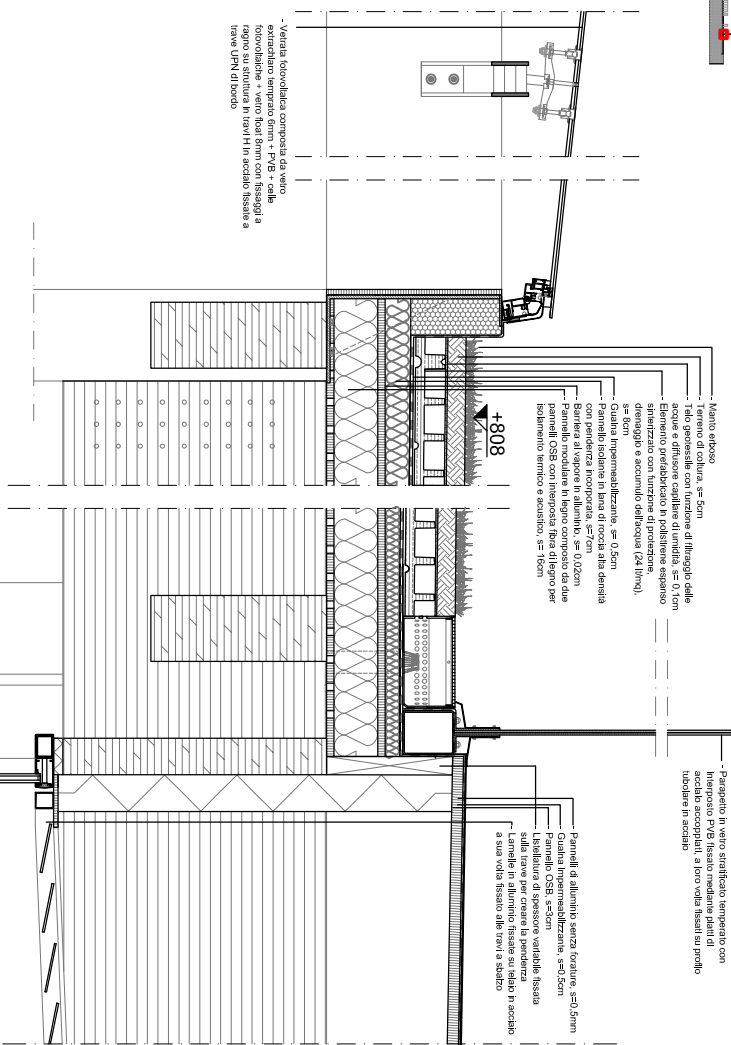 - Vetrata fotovoltaica composta da vetro
extrachiaro temprato 6mm + PVB + celle
fotovoltaiche + vetro float 8mm con fissaggi a
ragno su struttura in travi H in acciaio fissate a
trave UPN di bordo
- Manto erboso
- Terreno di coltura, s= 5cm
- Telo geotessile con funzione di filtraggio delle
acque e diffusore capillare di umidità, s= 0,1cm
- Elemento prefabbricato in polistirene espanso
sinterizzato con funzione di protezione,
drenaggio e accumulo dell'acqua (24 lt/mq),
s= 8cm
- Guaina impermeabilizzante, s= 0,5cm
- Pannello isolante in lana di roccia alta densità
con pendenza incorporata, s=7cm
- Barriera al vapore in alluminio, s= 0,02cm
- Pannello modulare in legno composto da due
pannelli OSB con interposta fibra di legno per
isolamento termico e acustico, s= 16cm
+808
- Parapetto in vetro stratificato temperato con
interposto PVB fissato mediante piatti di
acciaio accoppiati, a loro volta fissati su profilo
tubolare in acciaio
- Pannelli di alluminio senza forature, s=0,5mm
- Guaina impermeabilizzante, s=0,5cm
- Pannello OSB, s=3cm
- Listellatura di spessore variabile fissata
sulla trave per creare la pendenza
- Lamelle in alluminio fissate su telaio in acciaio
a sua volta fissato alle travi a sbalzo